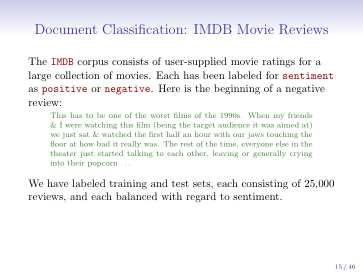 Document Classification: IMDB Movie Reviews
The IMDB corpus consists of user-supplied movie ratings for a
large collection of movies. Each has been labeled for sentiment
as positive or negative. Here is the beginning of a negative
review:
This has to be one of the worst films of the 1990s. When my friends
& I were watching this film (being the target audience it was aimed at)
we just sat & watched the first half an hour with our jaws touching the
floor at how bad it really was. The rest of the time, everyone else in the
theater just started talking to each other, leaving or generally crying
into their popcorn ...
We have labeled training and test sets, each consisting of 25,000
reviews, and each balanced with regard to sentiment.
15 / 46